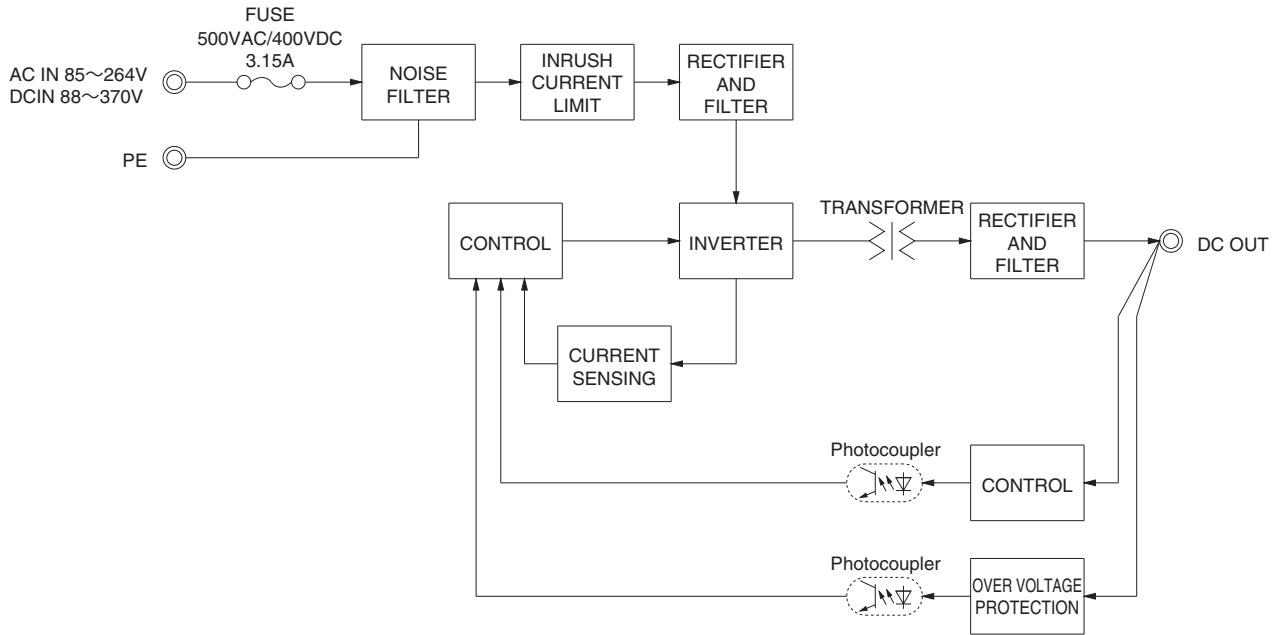 FUSE
500VAC/400VDC
3.15A
AC IN 85～264V
DCIN 88～370V
NOISE
FILTER
INRUSH
CURRENT
LIMIT
RECTIFIER
AND
FILTER
PE
CONTROL
INVERTER
TRANSFORMER
RECTIFIER
AND
FILTER
DC OUT
CURRENT
SENSING
Photocoupler
CONTROL
Photocoupler
OVER VOLTAGE
PROTECTION